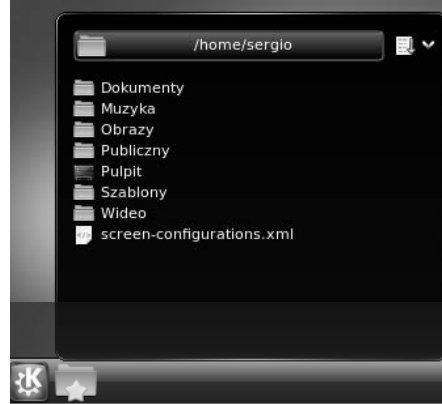 /home/sergio
Dokumenty
Muzyka
Obrazy
Publiczny
Pulpit
Szablony
Wideo
screen-configurations.xml